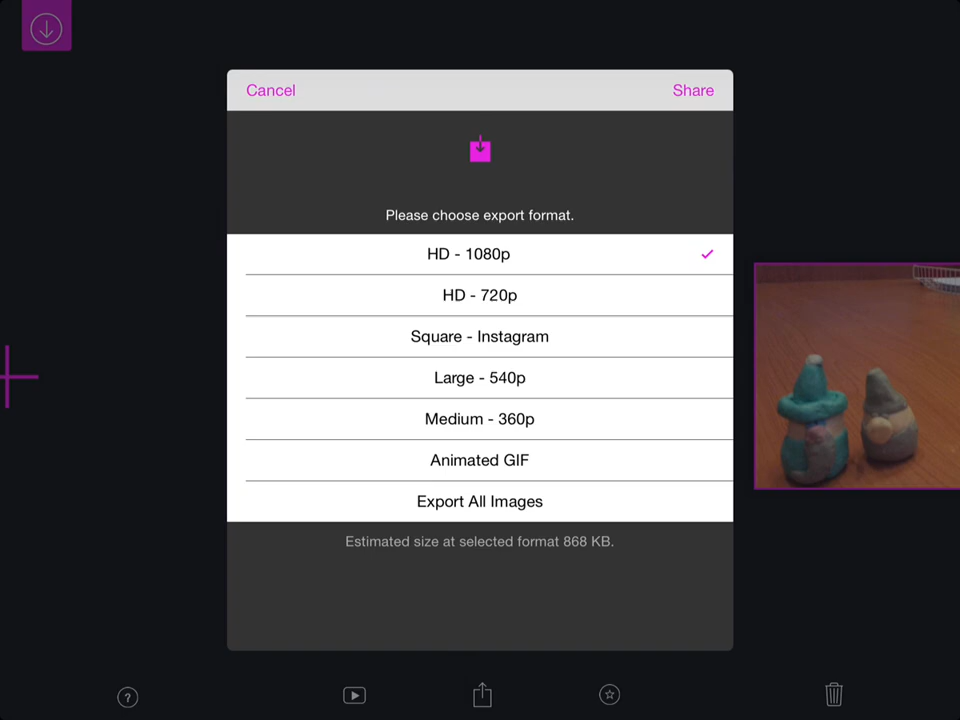 Cancel
Share
Please choose export format.
HD - 1080p
HD - 720p
Square - Instagram
Large - 540p
Medium - 360p
Animated GIF
Export All Images
Estimated size at selected format 868 KB.
?